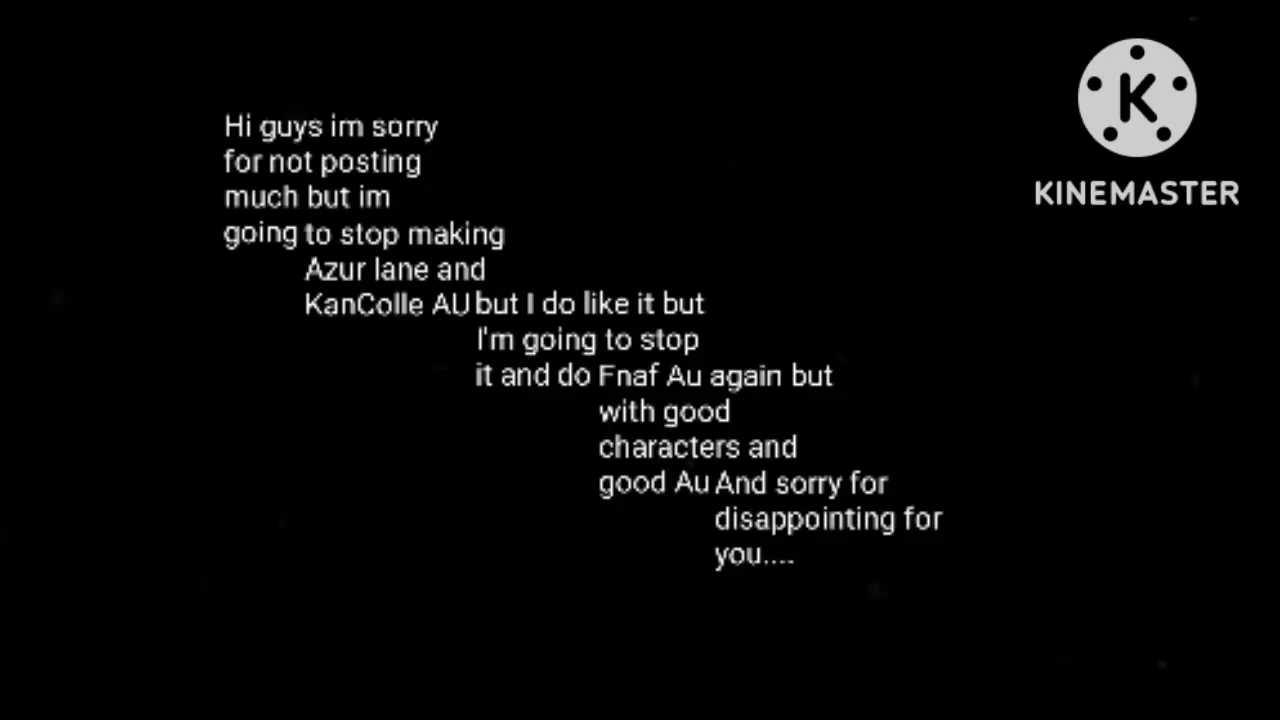 Hi guys im sorry
for not posting
much but im
going to stop making
Azur lane and
KanColle AU but I do like it but
I'm going to stop
it and do Fnaf Au again but
with good
characters and
good Au And sorry for
disappointing for
you....
K
KINEMASTER